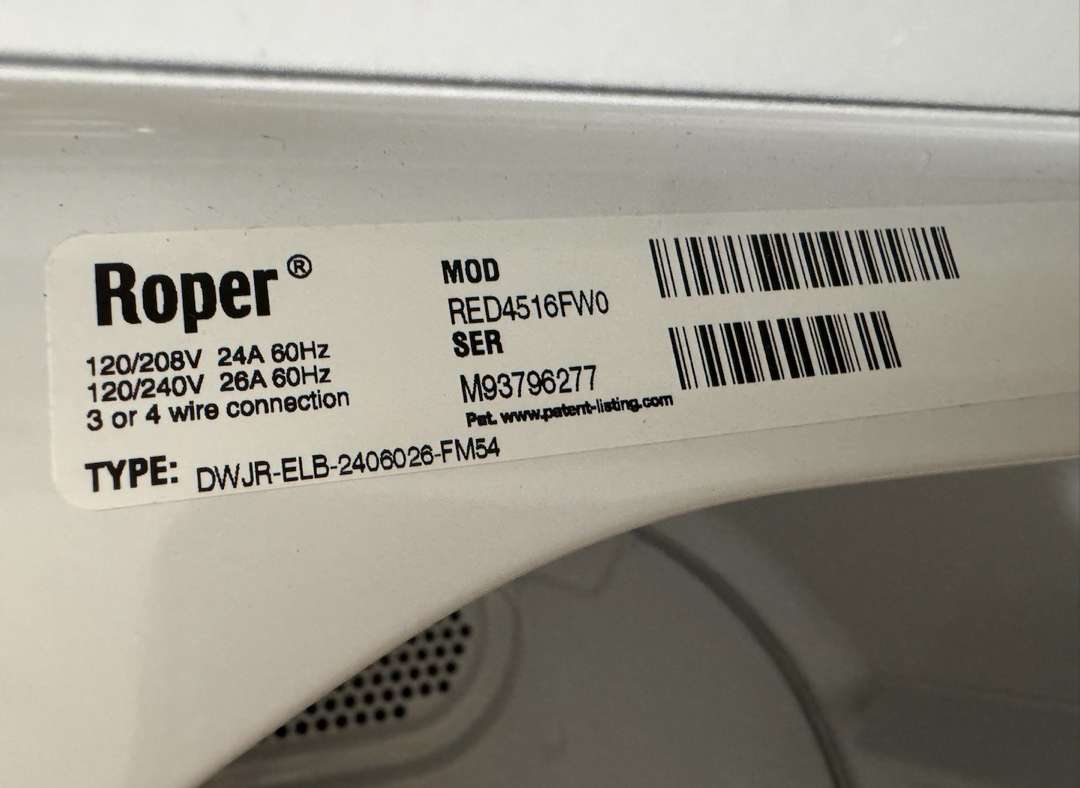 Roper®
120/208V 24A 60Hz
120/240V 26A 60Hz
3 or 4 wire connection
MOD
RED4516FW0
SER
M93796277
Pat. www.patent-listing.com
TYPE: DWJR-ELB-2406026-FM54